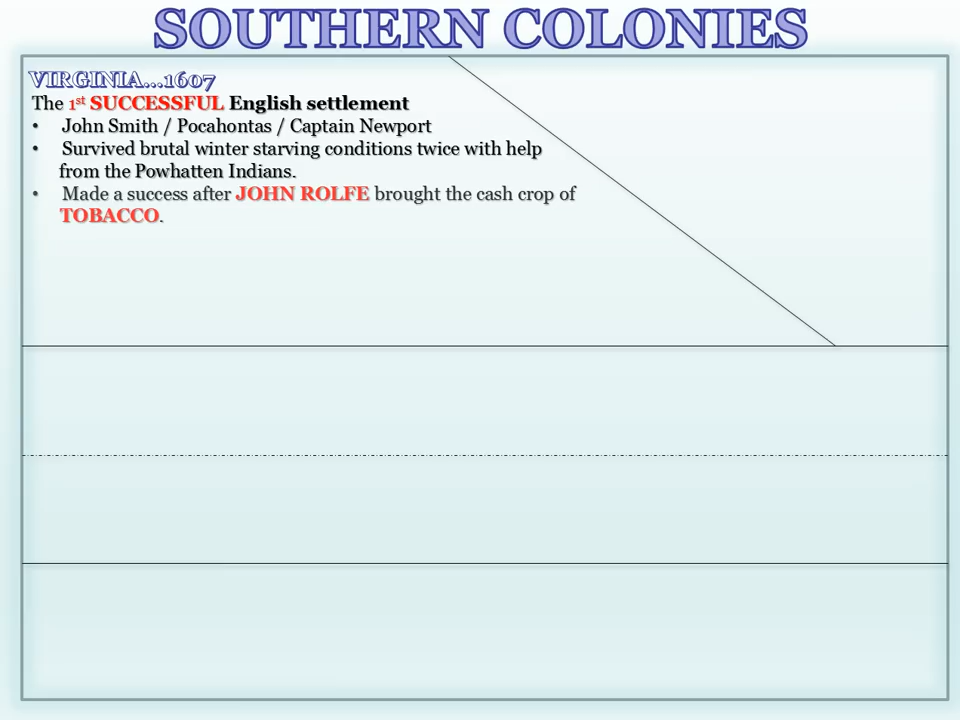 SOUTHERN COLONIES
VIRGINIA...1607
The 1st SUCCESSFUL English settlement
• John Smith / Pocahontas / Captain Newport
• Survived brutal winter starving conditions twice with help
from the Powhatten Indians.
• Made a success after JOHN ROLFE brought the cash crop of
TOBACCO.